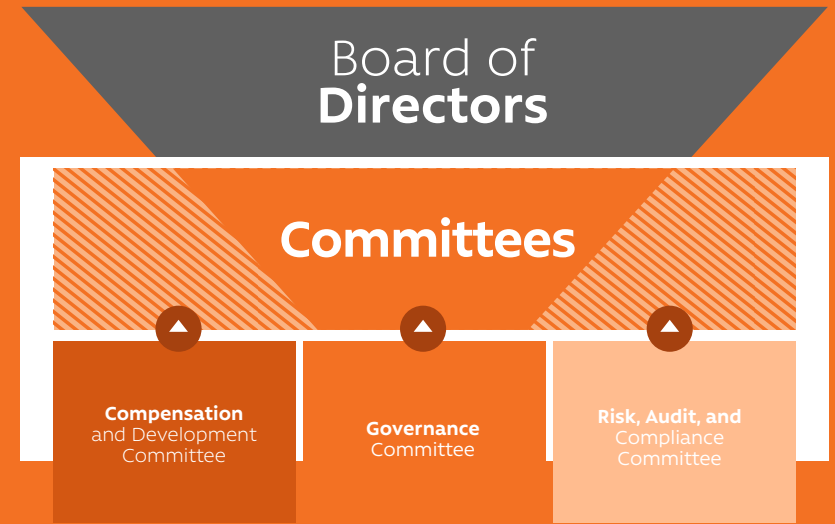 Board of
Directors
Committees
Compensation
and Development
Committee
Governance
Committee
Risk, Audit, and
Compliance
Committee